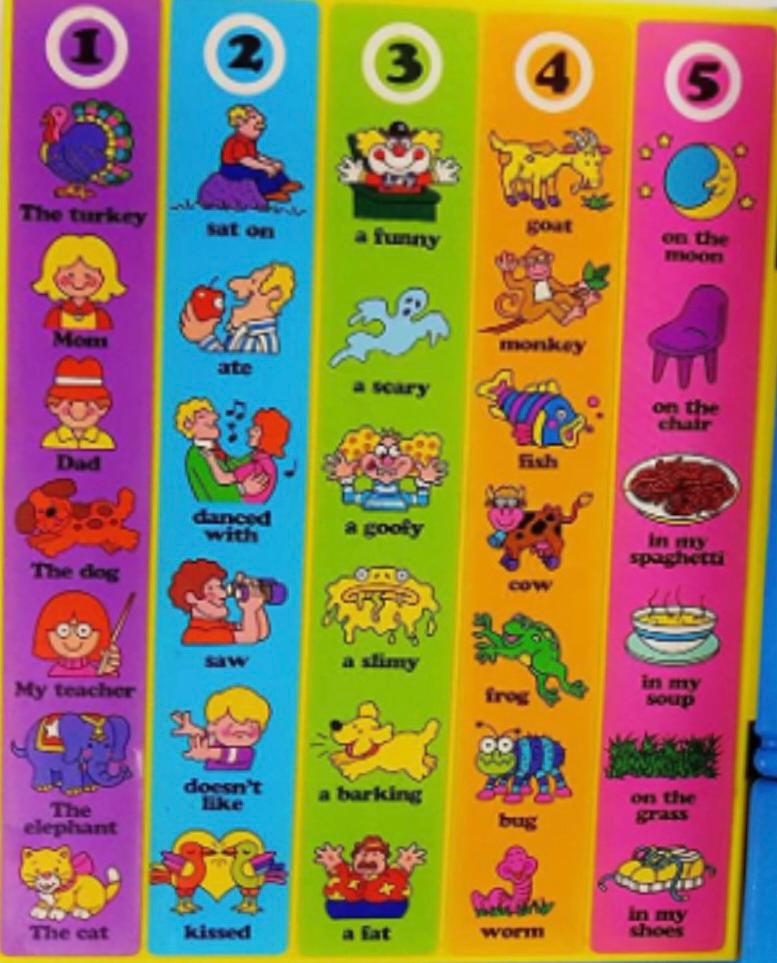 1
The turkey
Mom
Dad
The dog
My teacher
The
elephant
The cat
2
sat on
ate
danced
with
saw
doesn't
like
kissed
3
a funny
a scary
a goofy
a slimy
a barking
a fat
4
goat
monkey
fish
cow
frog
bug
worm
5
on the
moon
on the
chair
in my
spaghetti
in my
soup
on the
grass
in my
shoes